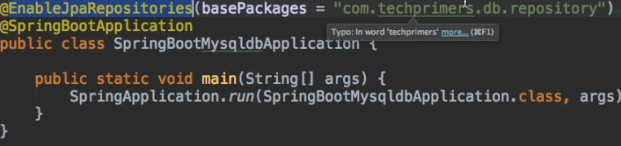 @EnableJpaRepositories(basePackages = "com.techprimers.db.repository")
@SpringBootApplication
Typo: In word 'techprimers' more... (⌘F1)
public class SpringBootMysqldbApplication {
public static void main(String[] args) {
SpringApplication.run(SpringBootMysqldbApplication.class, args)
}
}